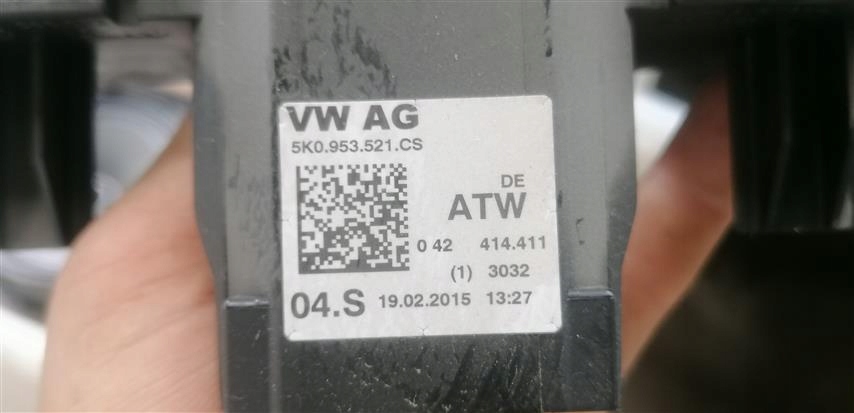 VW AG
5K0.953.521.CS
DE
ATW
0 42 414.411
(1) 3032
04.S 19.02.2015 13:27